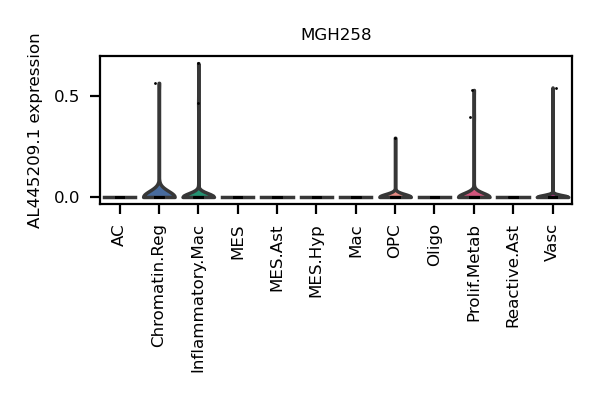 MGH258
AL445209.1 expression
0.5
0.0
AC
Chromatin.Reg
Inflammatory.Mac
MES
MES.Ast
MES.Hyp
Mac
OPC
Oligo
Prolif.Metab
Reactive.Ast
Vasc